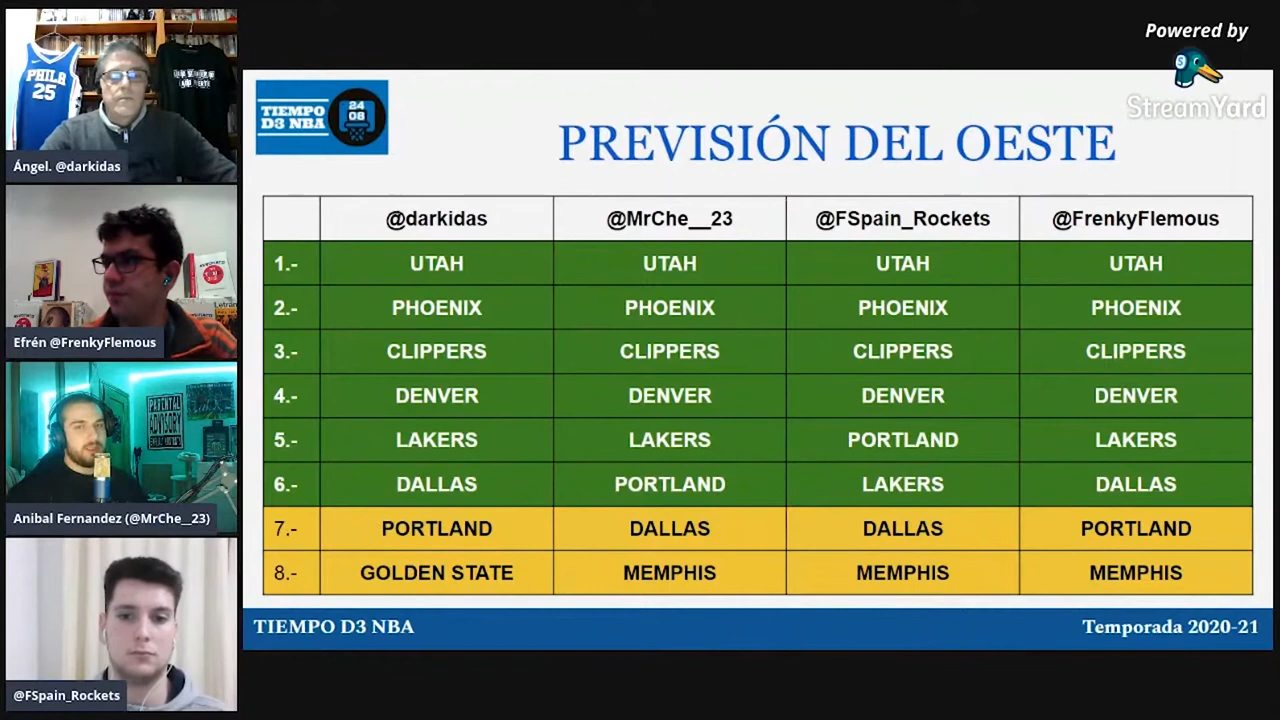 Powered by
StreamYard
PHILA
25
Ángel. @darkidas
Efrén @FrenkyFlemous
PARENTAL
ADVISORY
Anibal Fernandez (@MrChe__23)
@FSpain_Rockets
TIEMPO
D3 NBA
24
08
PREVISIÓN DEL OESTE
@darkidas @MrChe__23 @FSpain_Rockets @FrenkyFlemous
1.- UTAH UTAH UTAH UTAH
2.- PHOENIX PHOENIX PHOENIX PHOENIX
3.- CLIPPERS CLIPPERS CLIPPERS CLIPPERS
4.- DENVER DENVER DENVER DENVER
5.- LAKERS LAKERS PORTLAND LAKERS
6.- DALLAS PORTLAND LAKERS DALLAS
7.- PORTLAND DALLAS DALLAS PORTLAND
8.- GOLDEN STATE MEMPHIS MEMPHIS MEMPHIS
TIEMPO D3 NBA Temporada 2020-21